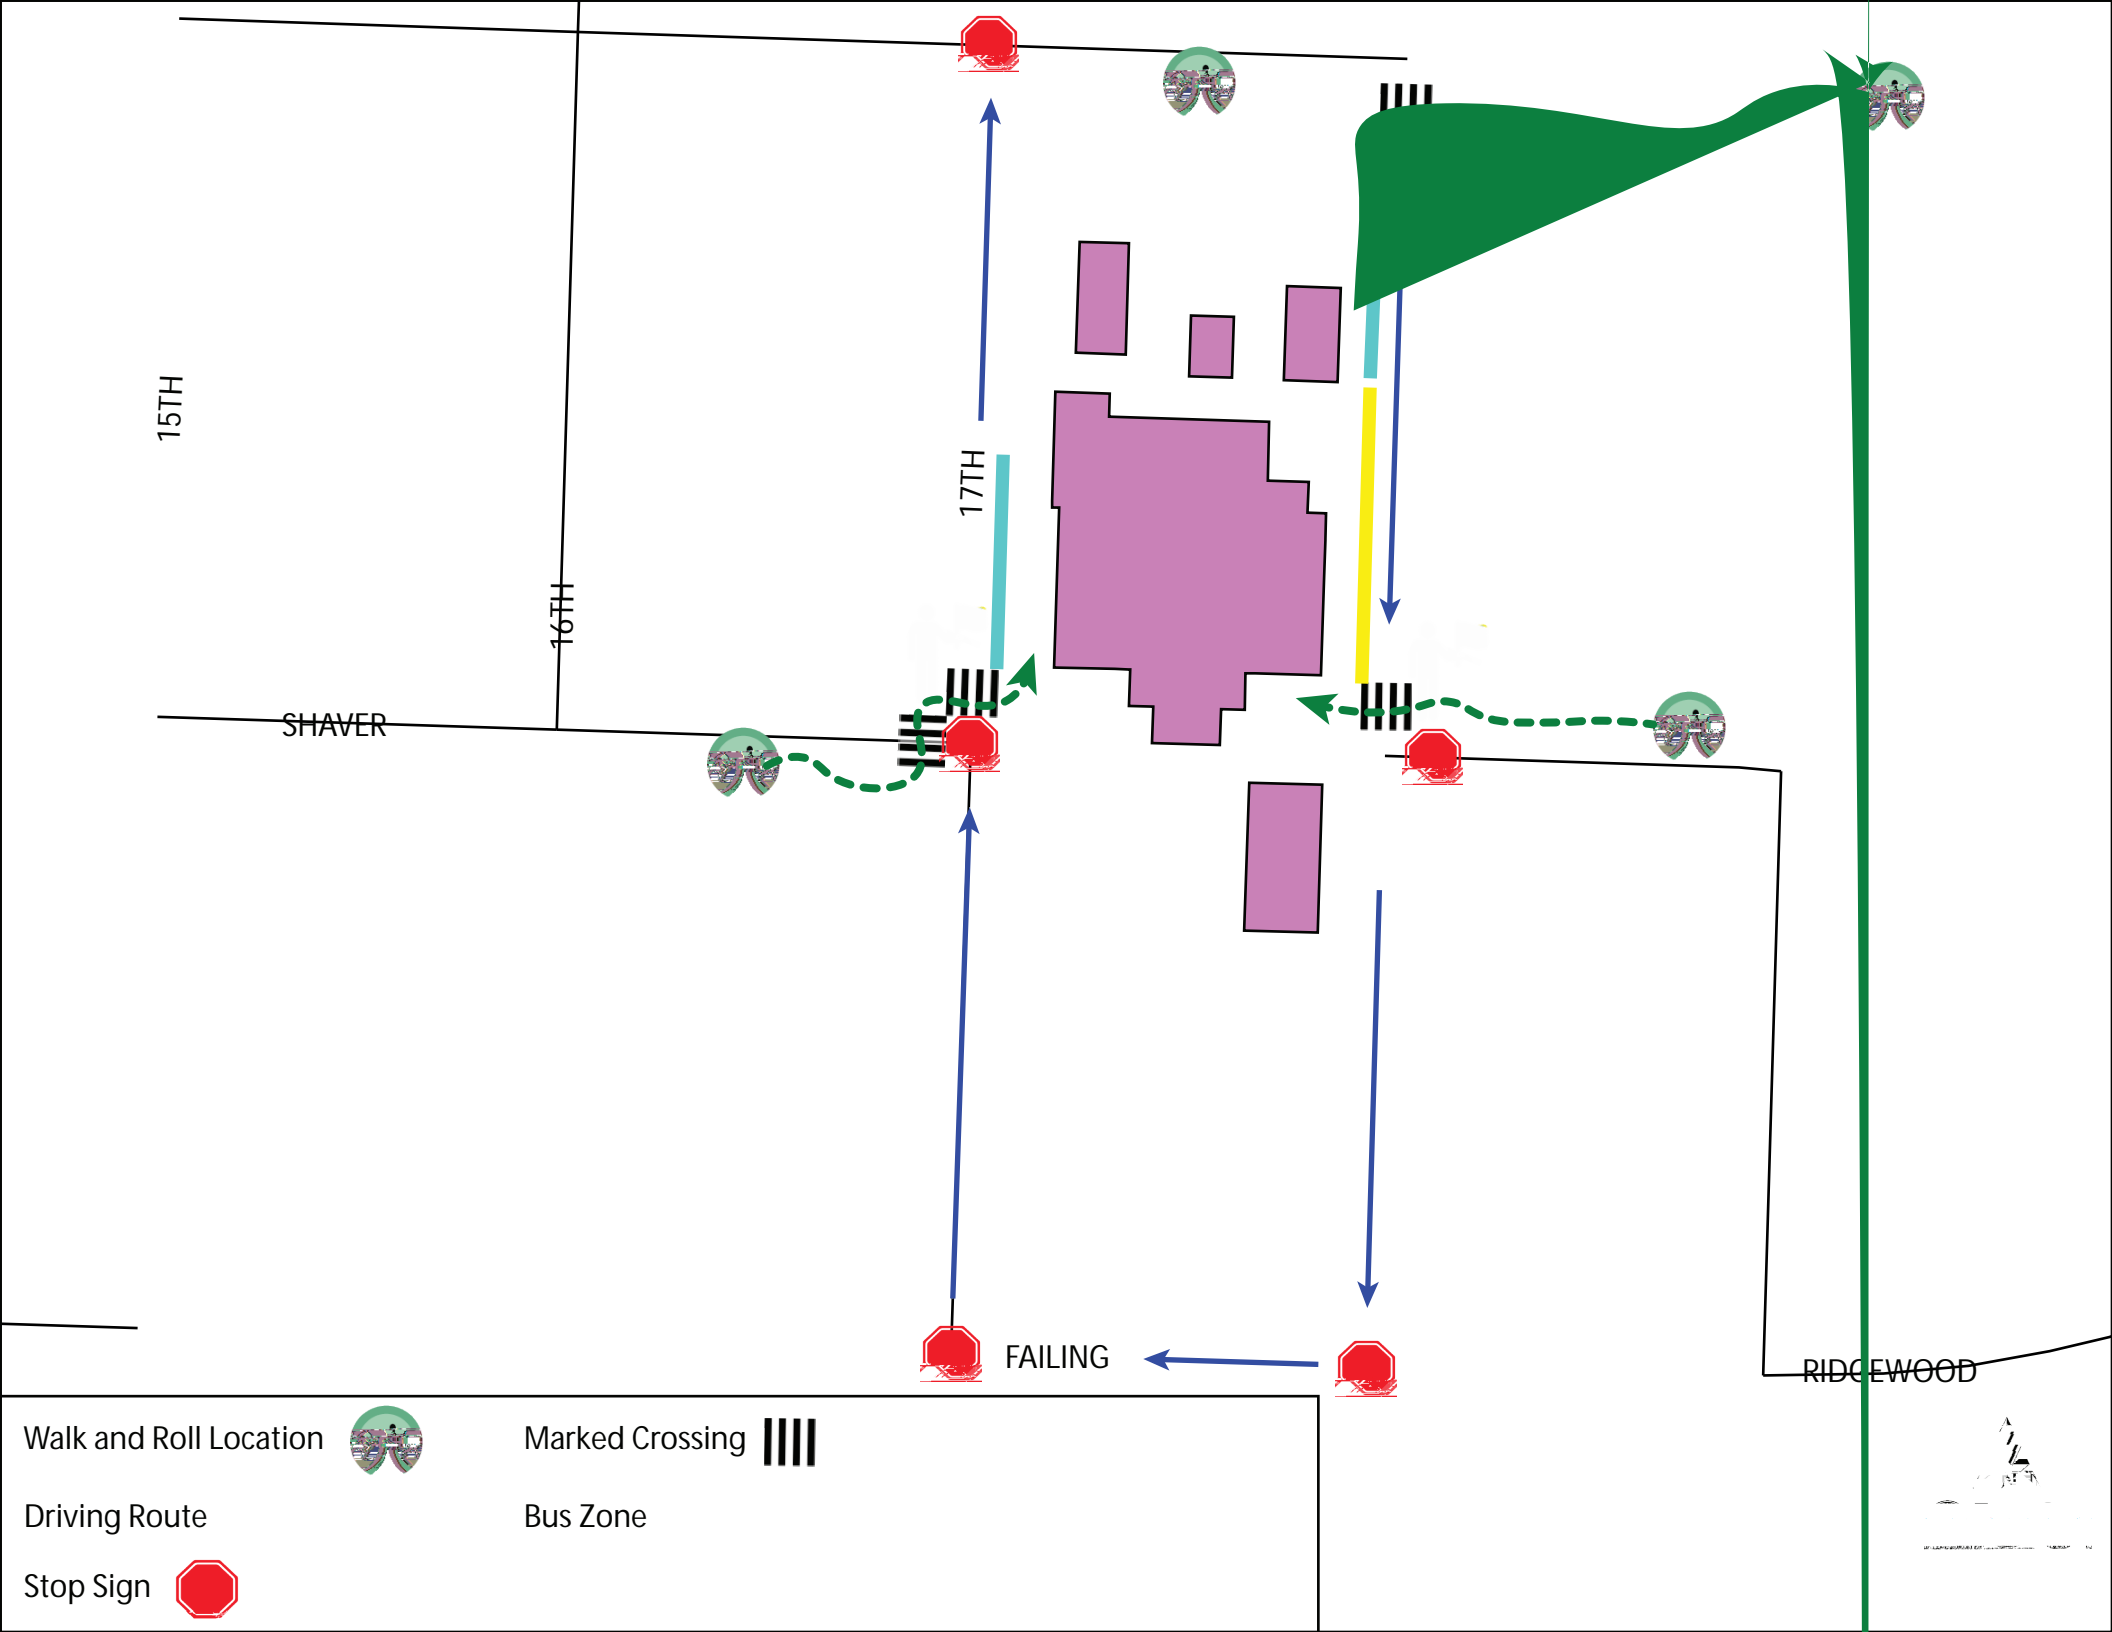 15TH
17TH
16TH
SHAVER
FAILING
RIDGEWOOD
Walk and Roll Location
Marked Crossing
Driving Route
Bus Zone
Stop Sign